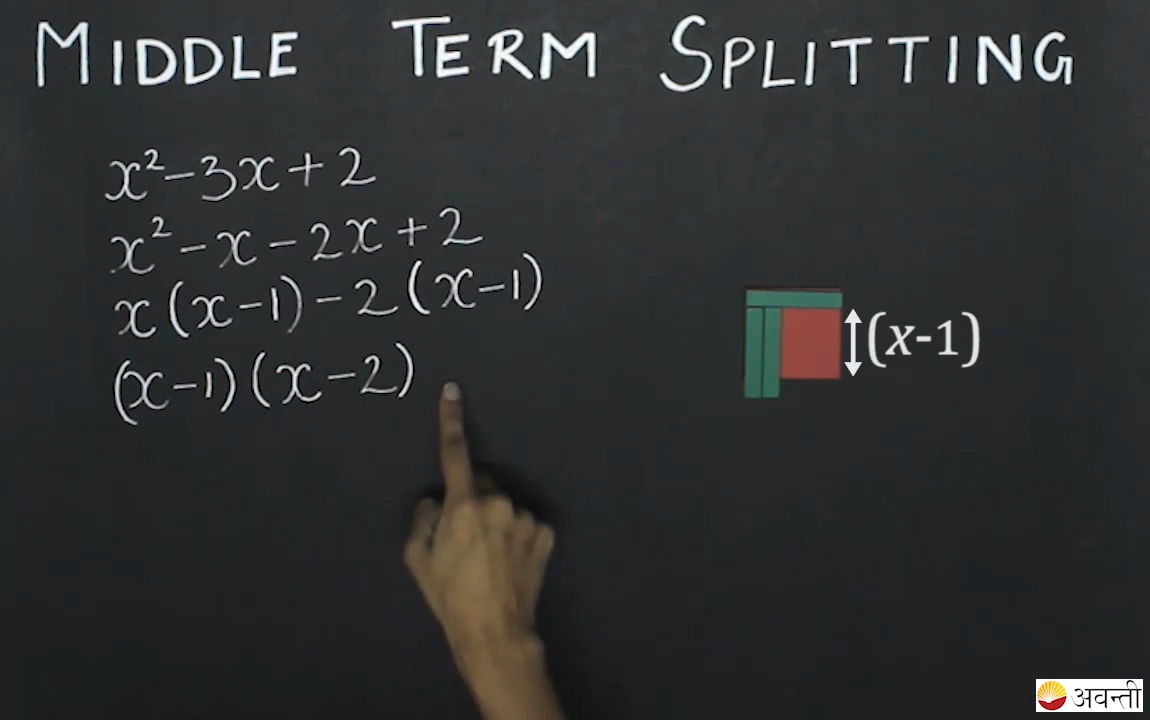 MIDDLE TERM SPLITTING
x²-3x+2
x²-x-2x+2
x(x-1)-2(x-1)
(x-1)(x-2)
(x-1)
अवन्ती